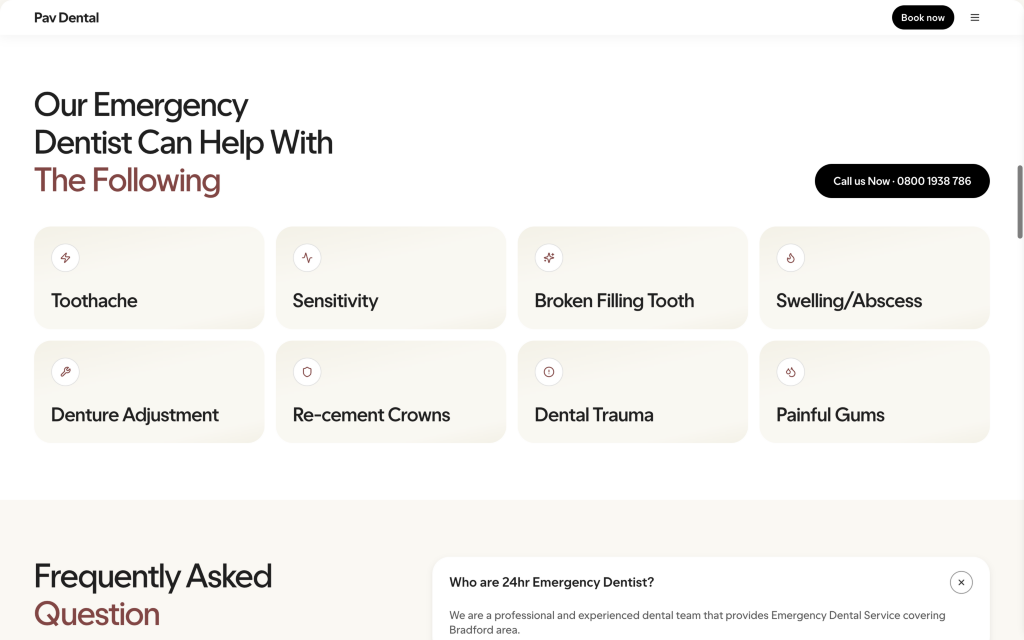 Pav Dental
Book now
Our Emergency
Dentist Can Help With
The Following
Call us Now · 0800 1938 786
Toothache
Sensitivity
Broken Filling Tooth
Swelling/Abscess
Denture Adjustment
Re-cement Crowns
Dental Trauma
Painful Gums
Frequently Asked
Question
Who are 24hr Emergency Dentist?
We are a professional and experienced dental team that provides Emergency Dental Service covering
Bradford area.